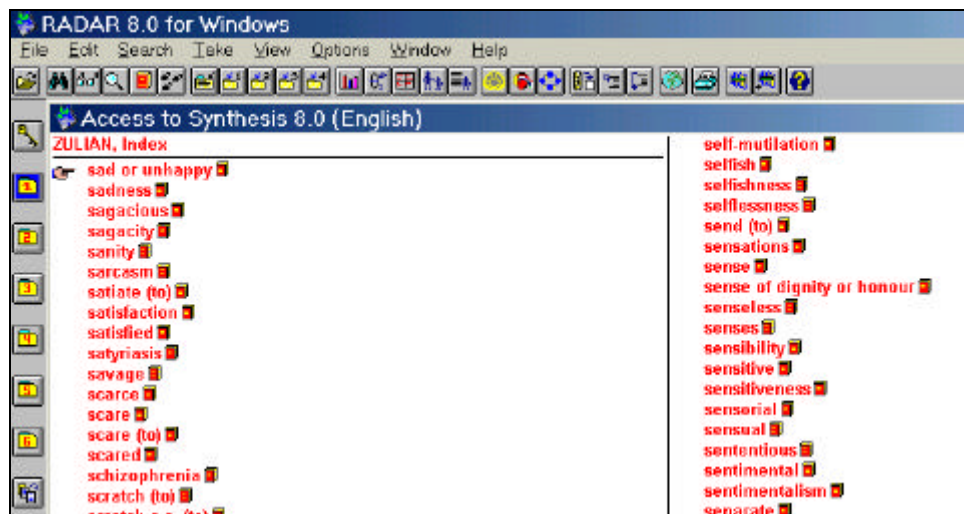 RADAR 8.0 for Windows
File Edit Search Take View Options Window Help
Access to Synthesis 8.0 (English)
ZULIAN, Index
sad or unhappy
sadness
sagacious
sagacity
sanity
sarcasm
satiate (to)
satisfaction
satisfied
satyriasis
savage
scarce
scare
scare (to)
scared
schizophrenia
scratch (to)
self-mutilation
selfish
selfishness
selflessness
send (to)
sensations
sense
sense of dignity or honour
senseless
senses
sensibility
sensitive
sensitiveness
sensorial
sensual
sententious
sentimental
sentimentalism
separate